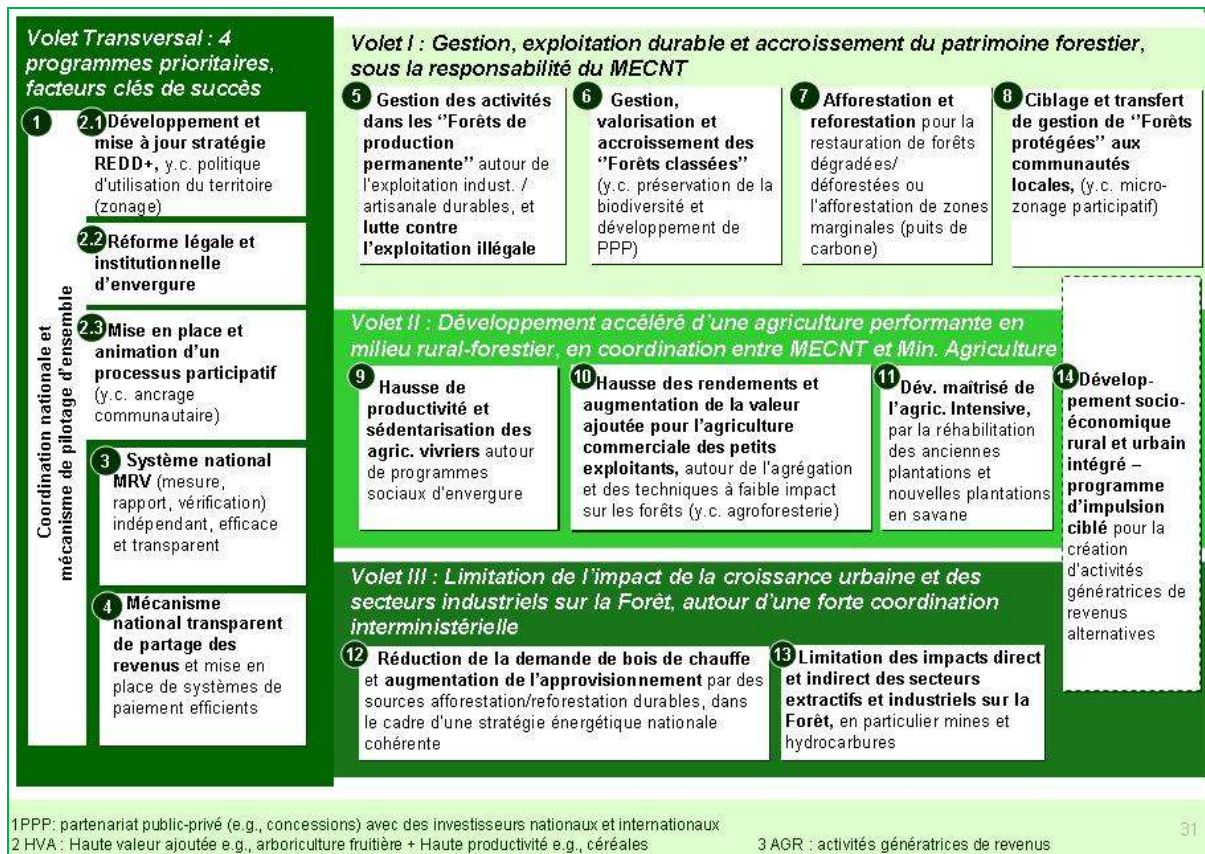 Volet Transversal : 4
programmes prioritaires,
facteurs clés de succès
1
Coordination nationale et
mécanisme de pilotage d'ensemble
2.1 Développement et
mise à jour stratégie
REDD+, y.c. politique
d'utilisation du territoire
(zonage)
2.2 Réforme légale et
institutionnelle
d'envergure
2.3 Mise en place et
animation d'un
processus participatif
(y.c. ancrage
communautaire)
3 Système national
MRV (mesure,
rapport, vérification)
indépendant, efficace
et transparent
4 Mécanisme
national transparent
de partage des
revenus et mise en
place de systèmes de
paiement efficients
Volet I : Gestion, exploitation durable et accroissement du patrimoine forestier,
sous la responsabilité du MECNT
5 Gestion des activités
dans les "Forêts de
production
permanente" autour de
l'exploitation indust. /
artisanale durables, et
lutte contre
l'exploitation illégale
6 Gestion,
valorisation et
accroissement des
"Forêts classées"
(y.c. préservation de la
biodiversité et
développement de
PPP)
7 Afforestation et
reforestation pour la
restauration de forêts
dégradées/
déforestées ou
l'afforestation de zones
marginales (puits de
carbone)
8 Ciblage et transfert
de gestion de "Forêts
protégées" aux
communautés
locales, (y.c. micro-
zonage participatif)
Volet II : Développement accéléré d'une agriculture performante en
milieu rural-forestier, en coordination entre MECNT et Min. Agriculture
9 Hausse de
productivité et
sédentarisation des
agric. vivriers autour
de programmes
sociaux d'envergure
10 Hausse des rendements et
augmentation de la valeur
ajoutée pour l'agriculture
commerciale des petits
exploitants, autour de l'agrégation
et des techniques à faible impact
sur les forêts (y.c. agroforesterie)
11 Dév. maîtrisé de
l'agric. Intensive,
par la réhabilitation
des anciennes
plantations et
nouvelles plantations
en savane
14 Dévelop-
pement socio-
économique
rural et urbain
intégré –
programme
d'impulsion
ciblé pour la
création
d'activités
génératrices de
revenus
alternatives
Volet III : Limitation de l'impact de la croissance urbaine et des
secteurs industriels sur la Forêt, autour d'une forte coordination
interministérielle
12 Réduction de la demande de bois de chauffe
et augmentation de l'approvisionnement par des
sources afforestation/reforestation durables, dans
le cadre d'une stratégie énergétique nationale
cohérente
13 Limitation des impacts direct
et indirect des secteurs
extractifs et industriels sur la
Forêt, en particulier mines et
hydrocarbures
1 PPP: partenariat public-privé (e.g., concessions) avec des investisseurs nationaux et internationaux
2 HVA : Haute valeur ajoutée e.g., arboriculture fruitière + Haute productivité e.g., céréales
3 AGR : activités génératrices de revenus
31